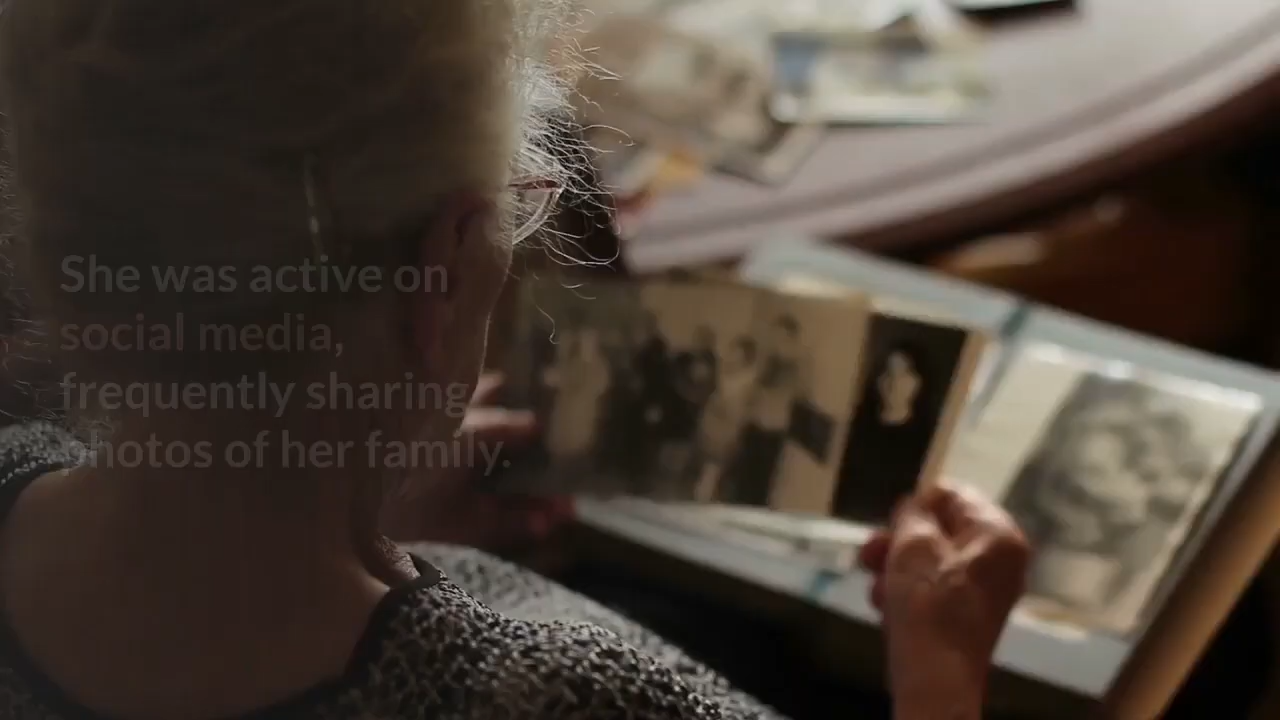 She was active on
social media,
frequently sharing
photos of her family.